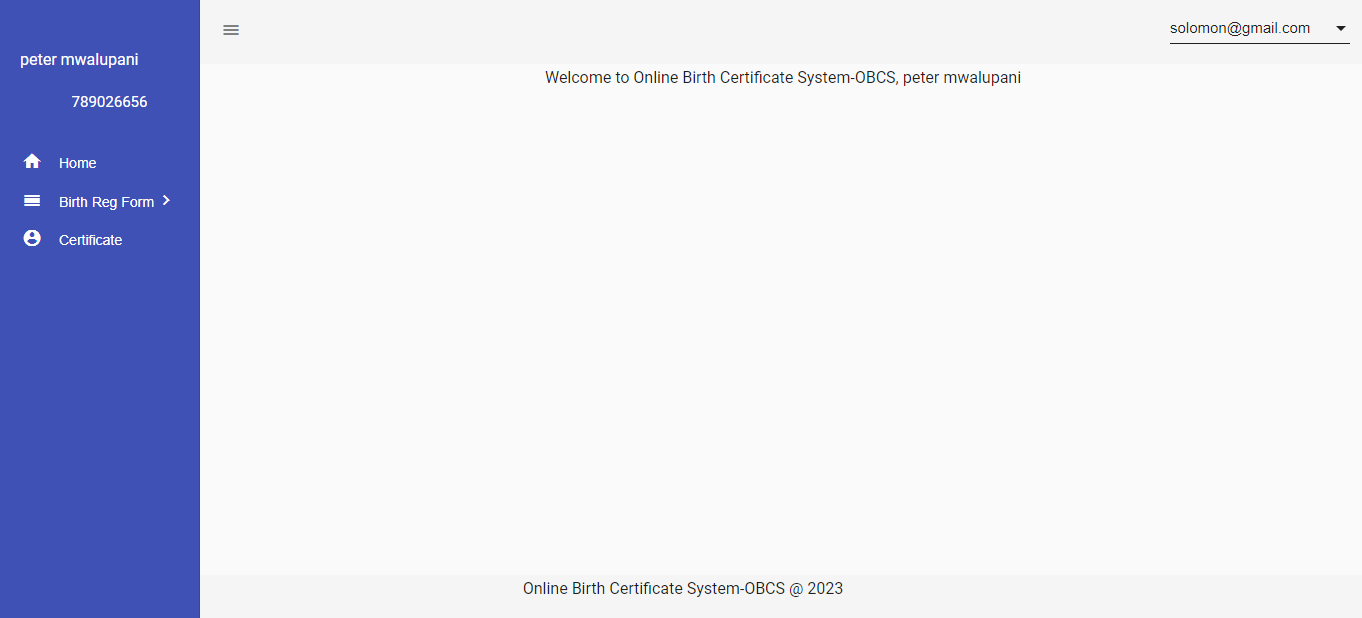 peter mwalupani
789026656
Home
Birth Reg Form
Certificate
solomon@gmail.com
Welcome to Online Birth Certificate System-OBCS, peter mwalupani
Online Birth Certificate System-OBCS @ 2023